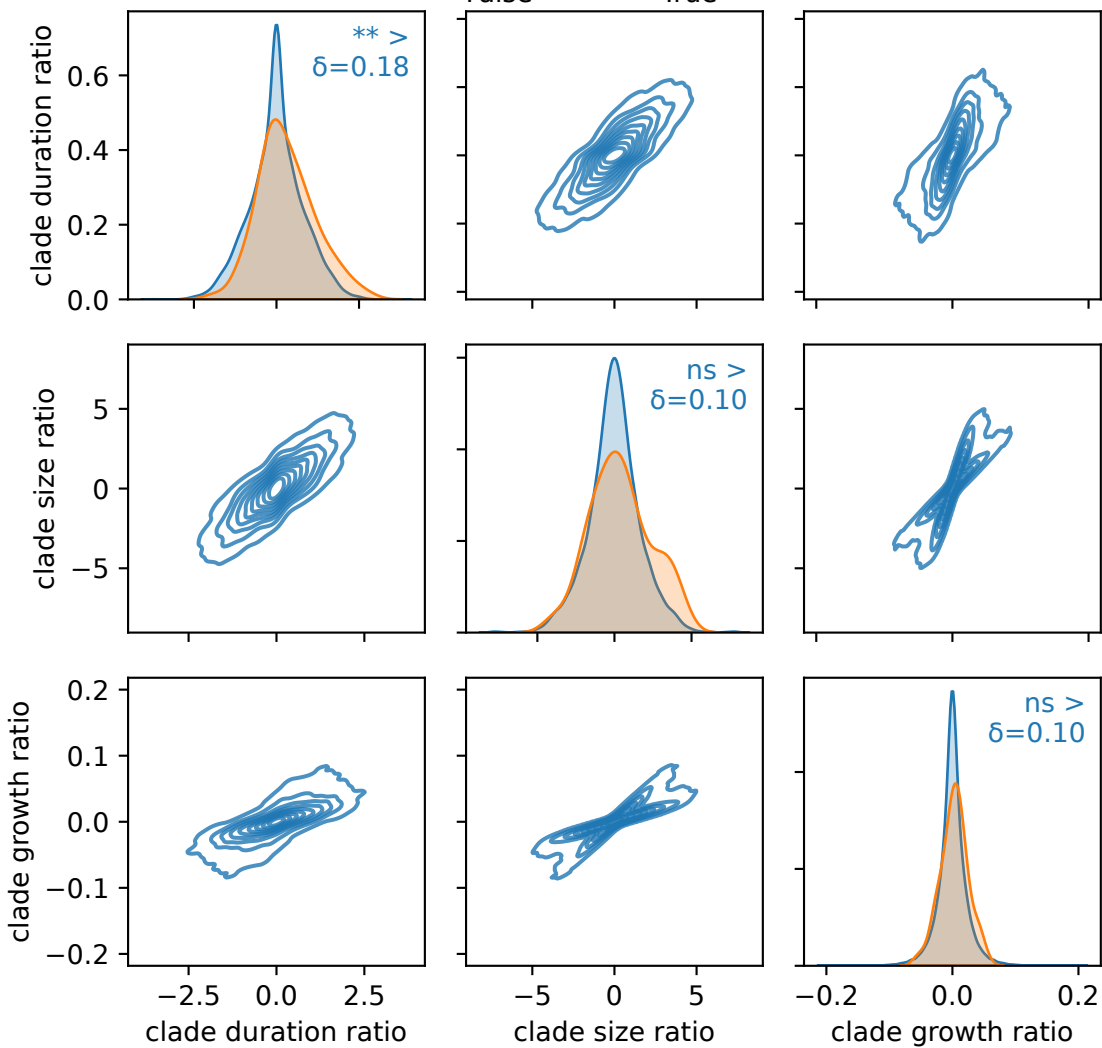 ** >
δ=0.18
clade duration ratio
0.6
0.4
0.2
0.0
ns >
δ=0.10
clade size ratio
5
0
−5
ns >
δ=0.10
clade growth ratio
0.2
0.1
0.0
−0.1
−0.2
−2.5 0.0 2.5
−5 0 5
−0.2 0.0 0.2
clade duration ratio
clade size ratio
clade growth ratio